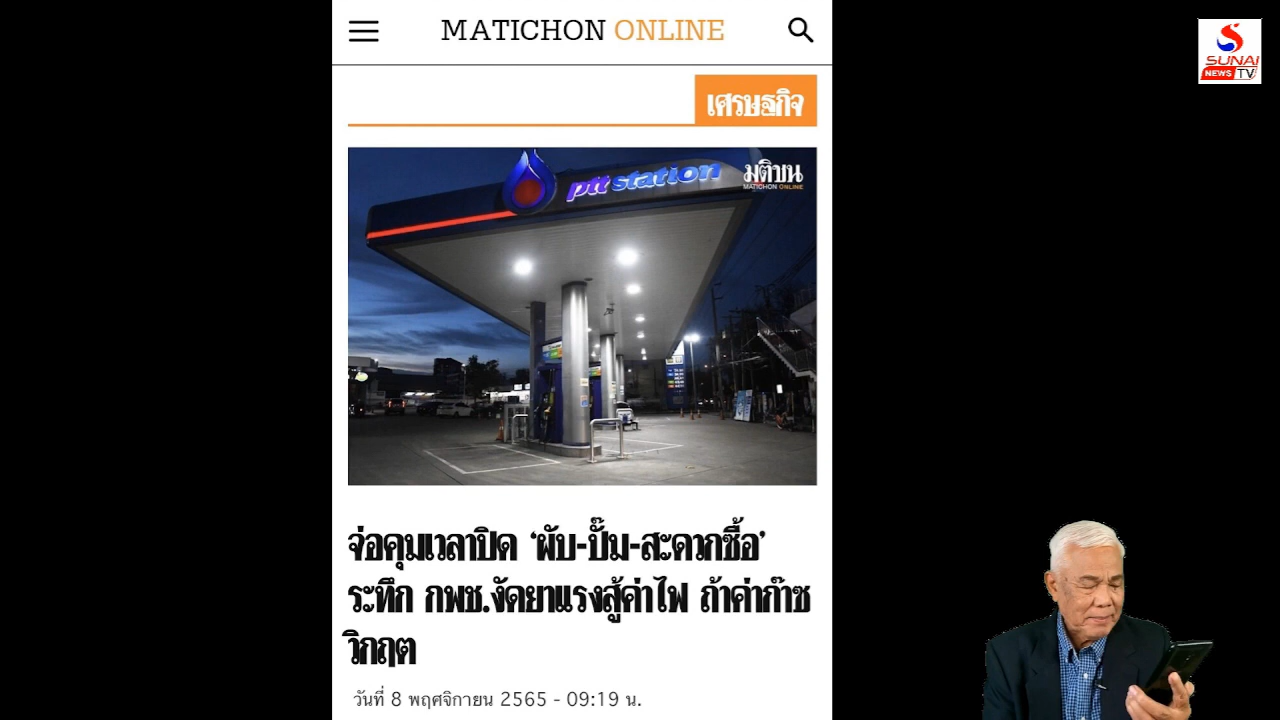 MATICHON ONLINE
SUNAI
NEWS TV
เศรษฐกิจ
ptt station
มติชน
MATICHON ONLINE
จ่อคุมเวลาปิด ‘ผับ-ปั๊ม-สะดวกซื้อ’
ระทึก กพช.งัดยาแรงสู้ค่าไฟ ถ้าค่าก๊าซ
วิกฤต
วันที่ 8 พฤศจิกายน 2565 - 09:19 น.